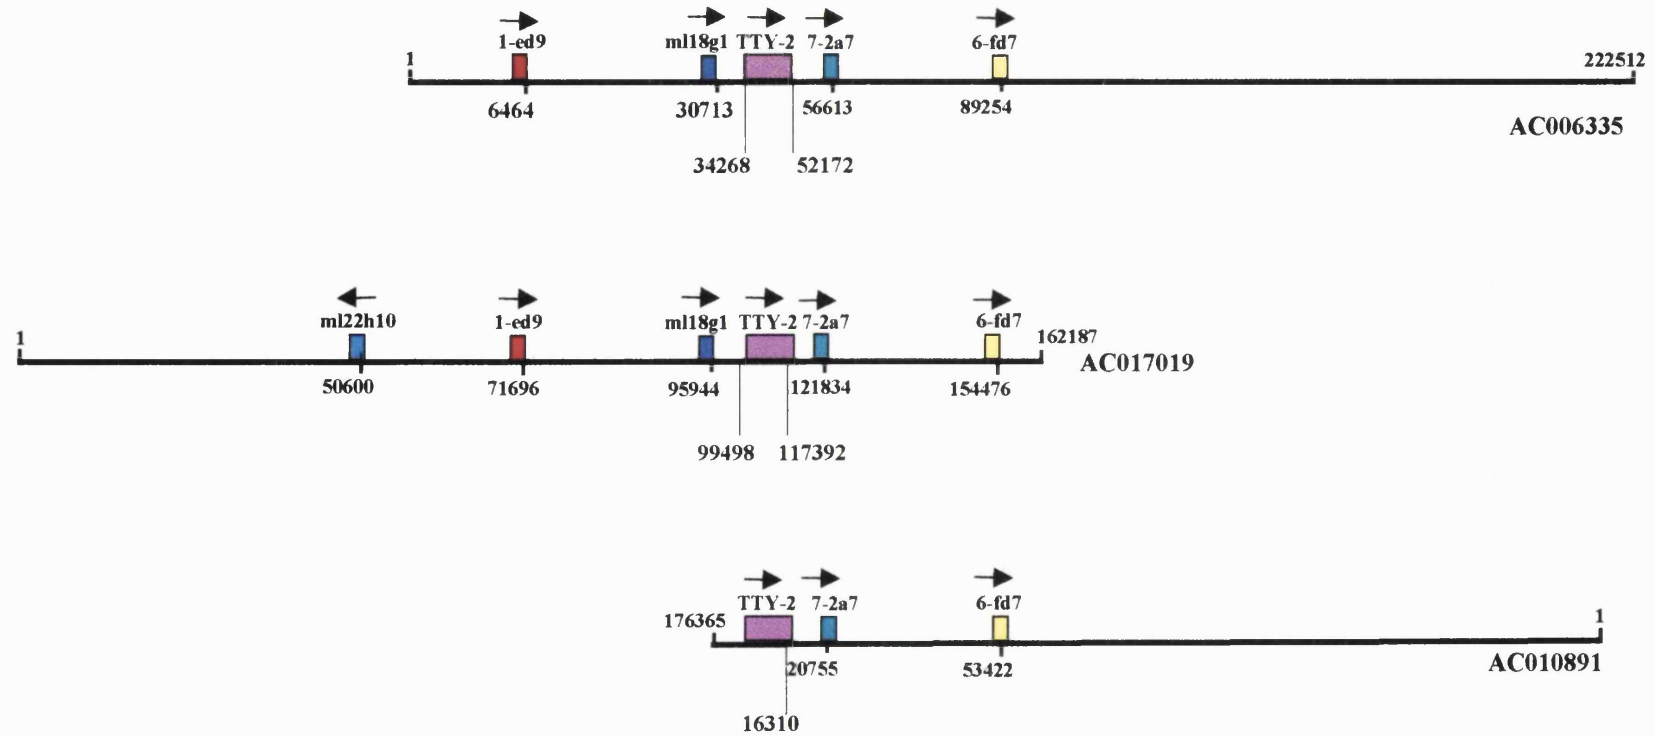 1-ed9 ml18g1 TTY-2 7-2a7 6-fd7
1 222512
6464 30713 56613 89254
AC006335
34268 52172
ml22h10 1-ed9 ml18g1 TTY-2 7-2a7 6-fd7
1 162187
AC017019
50600 71696 95944 121834 154476
99498 117392
TTY-2 7-2a7 6-fd7
176365 1
20755 53422 AC010891
16310